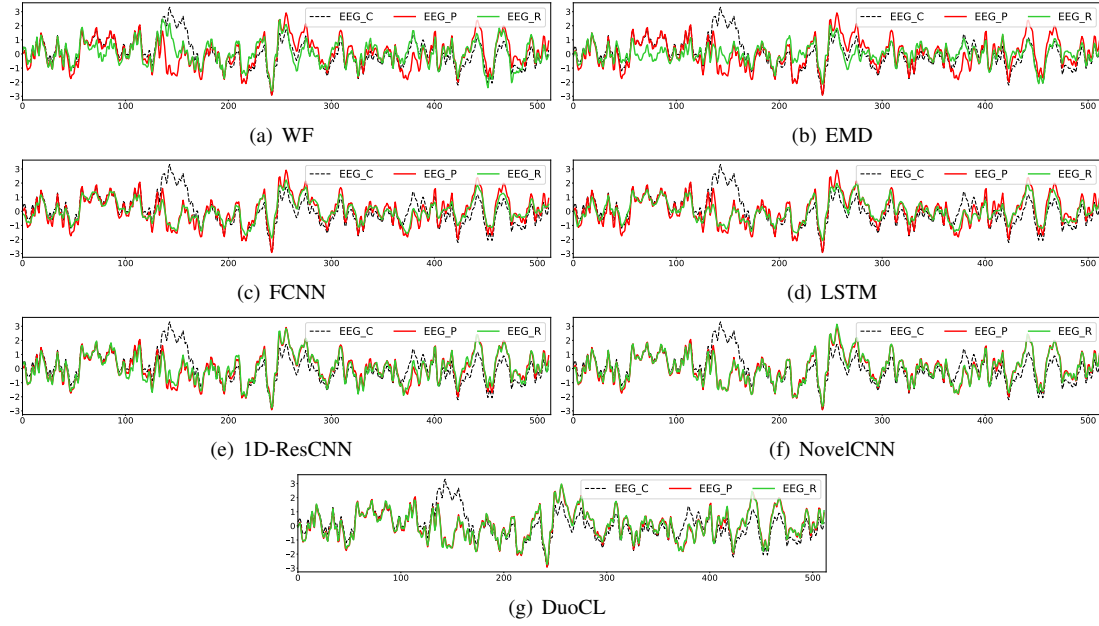 EEG_C EEG_P EEG_R
3
2
1
0
−1
−2
−3
0 100 200 300 400 500
(a) WF
EEG_C EEG_P EEG_R
3
2
1
0
−1
−2
−3
0 100 200 300 400 500
(b) EMD
EEG_C EEG_P EEG_R
3
2
1
0
−1
−2
−3
0 100 200 300 400 500
(c) FCNN
EEG_C EEG_P EEG_R
3
2
1
0
−1
−2
−3
0 100 200 300 400 500
(d) LSTM
EEG_C EEG_P EEG_R
3
2
1
0
−1
−2
−3
0 100 200 300 400 500
(e) 1D-ResCNN
EEG_C EEG_P EEG_R
3
2
1
0
−1
−2
−3
0 100 200 300 400 500
(f) NovelCNN
EEG_C EEG_P EEG_R
3
2
1
0
−1
−2
−3
0 100 200 300 400 500
(g) DuoCL